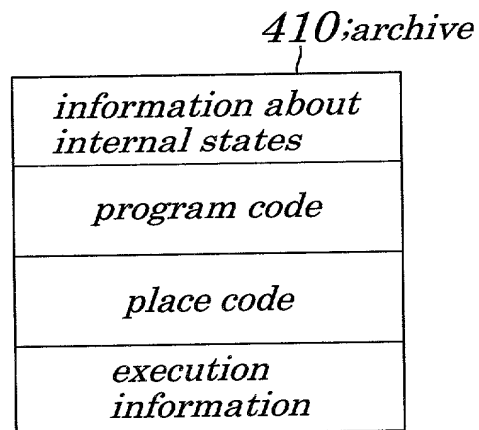 410;archive
information about
internal states
program code
place code
execution
information